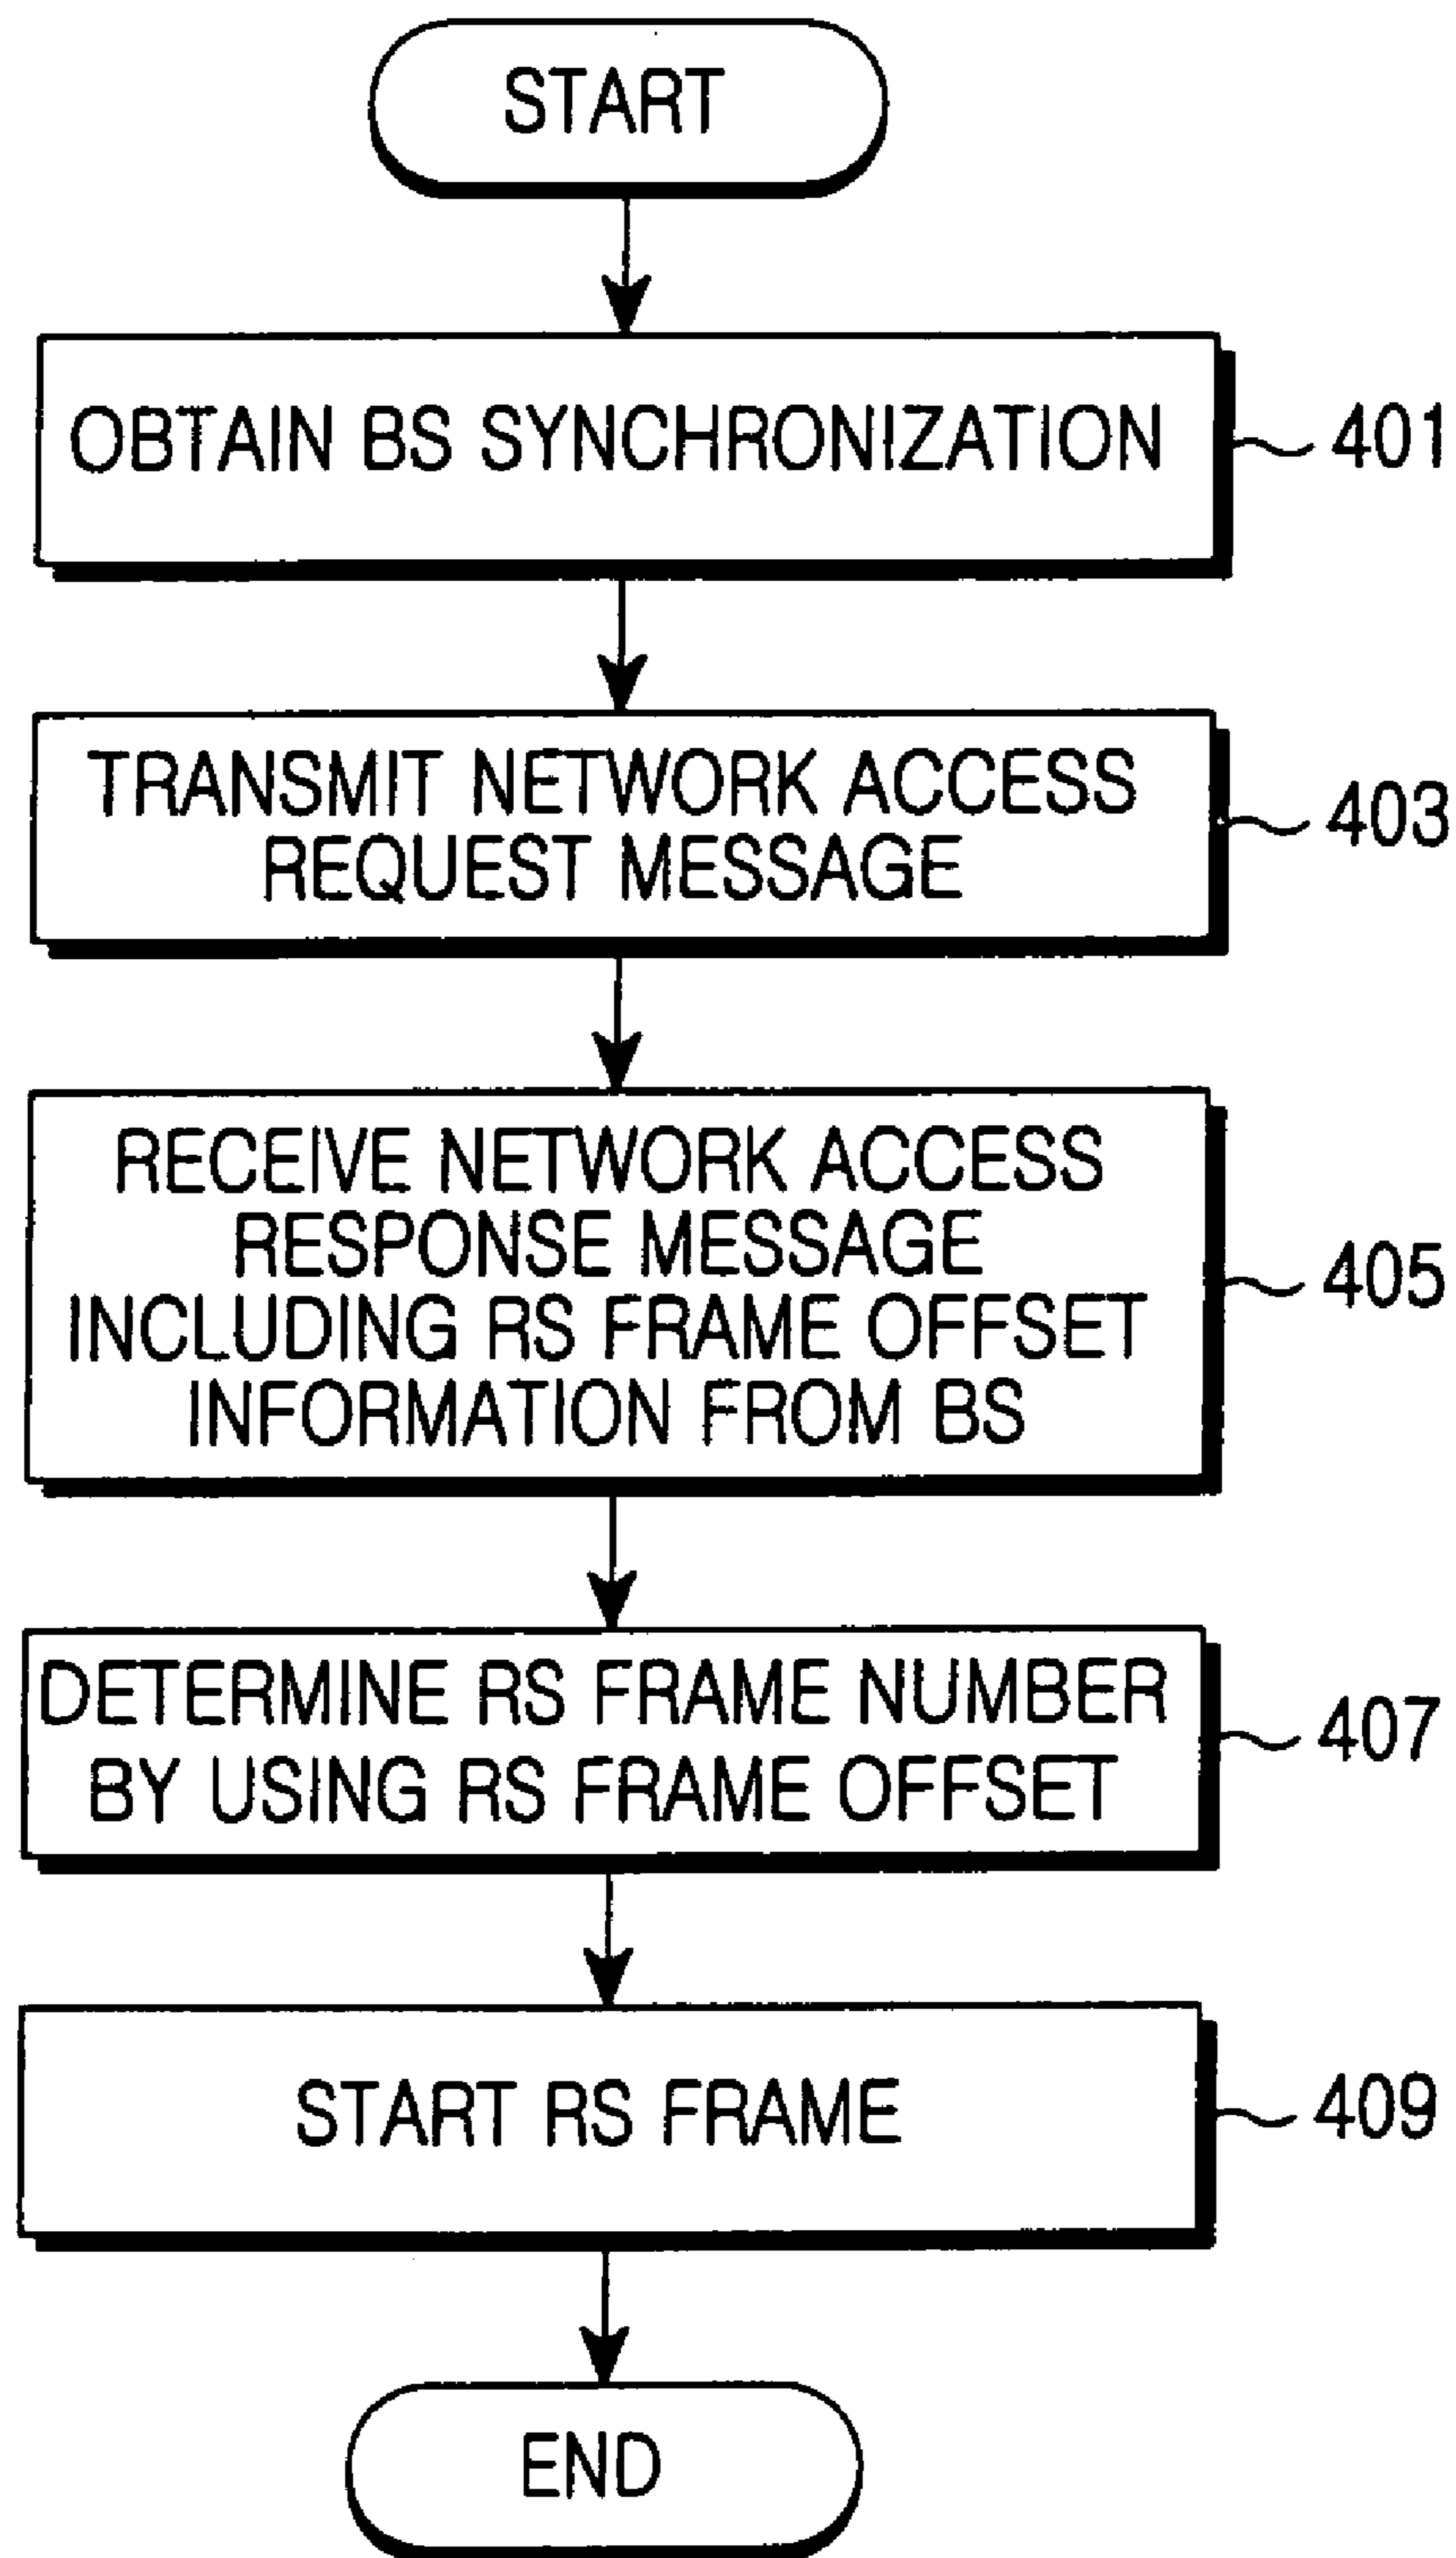 START
OBTAIN BS SYNCHRONIZATION
401
TRANSMIT NETWORK ACCESS
REQUEST MESSAGE
403
RECEIVE NETWORK ACCESS
RESPONSE MESSAGE
INCLUDING RS FRAME OFFSET
INFORMATION FROM BS
405
DETERMINE RS FRAME NUMBER
BY USING RS FRAME OFFSET
407
START RS FRAME
409
END